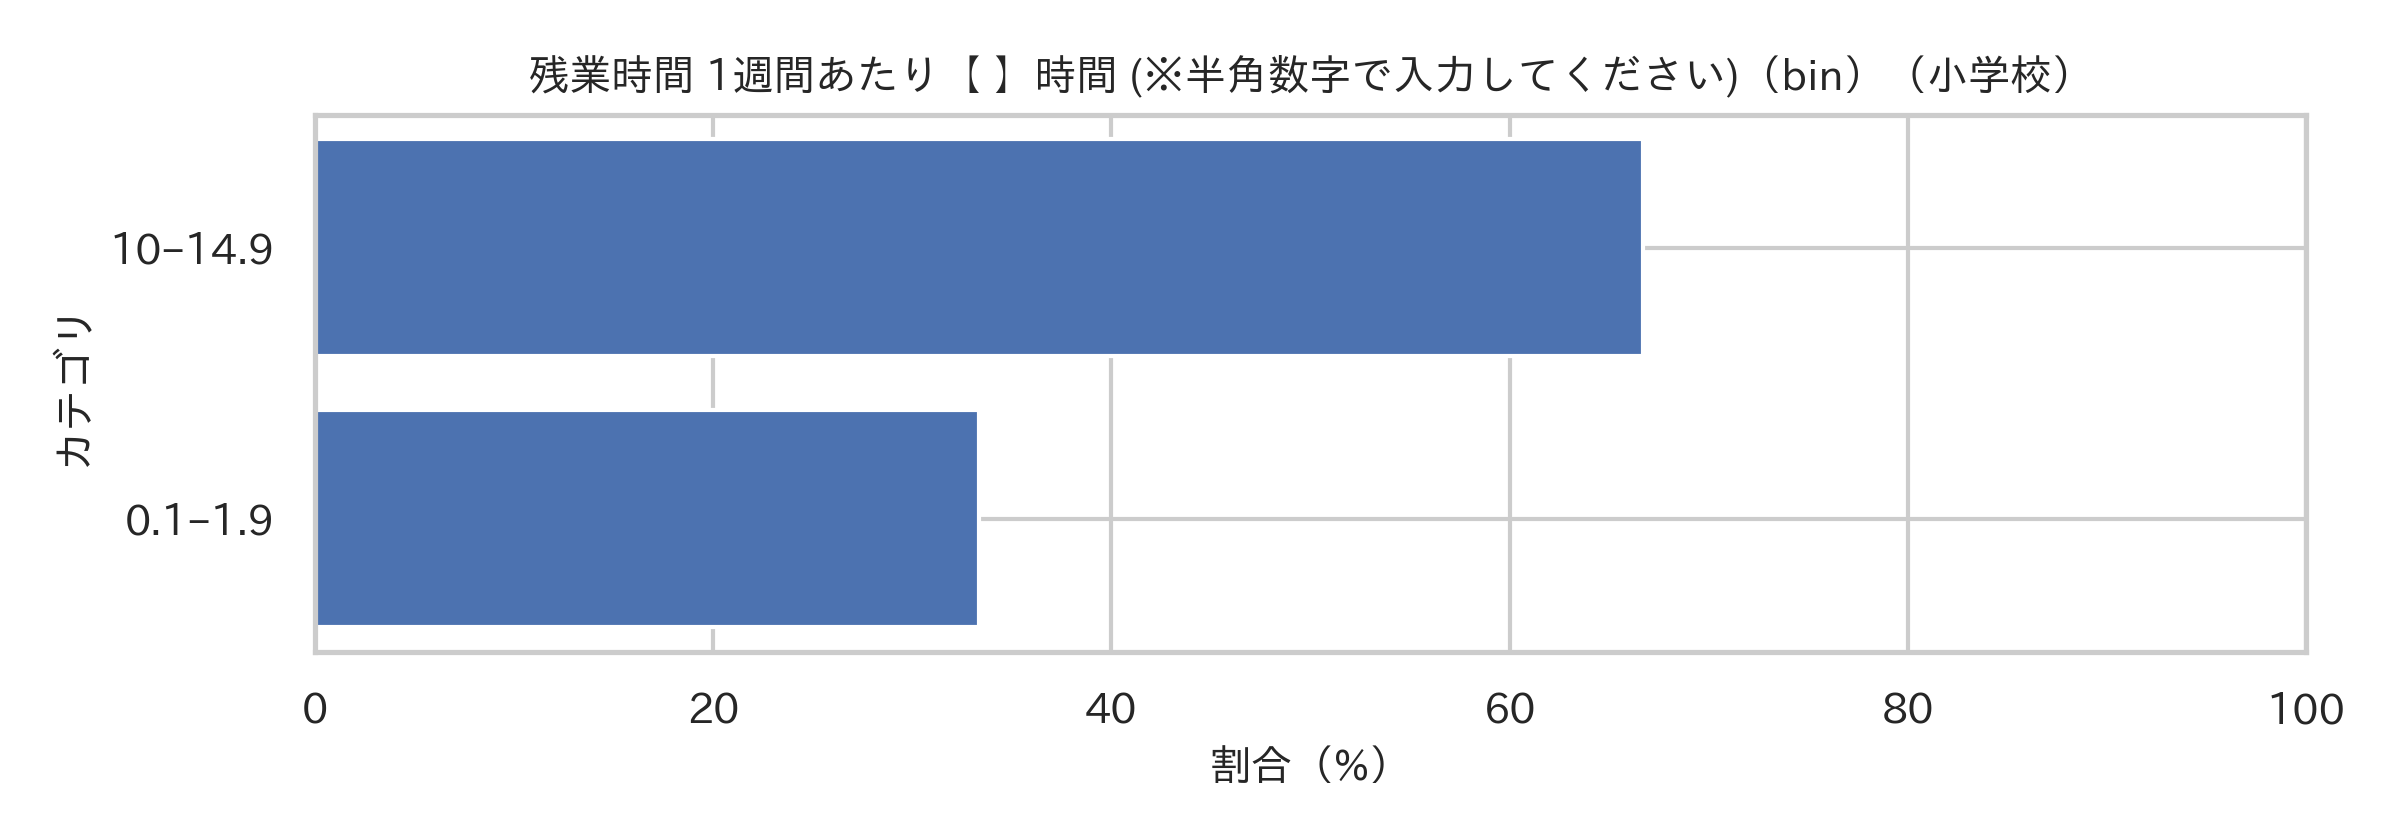 残業時間 1週間あたり【 】時間 (※半角数字で入力してください)（bin）（小学校）
カテゴリ
10–14.9
0.1–1.9
0 20 40 60 80 100
割合（%）